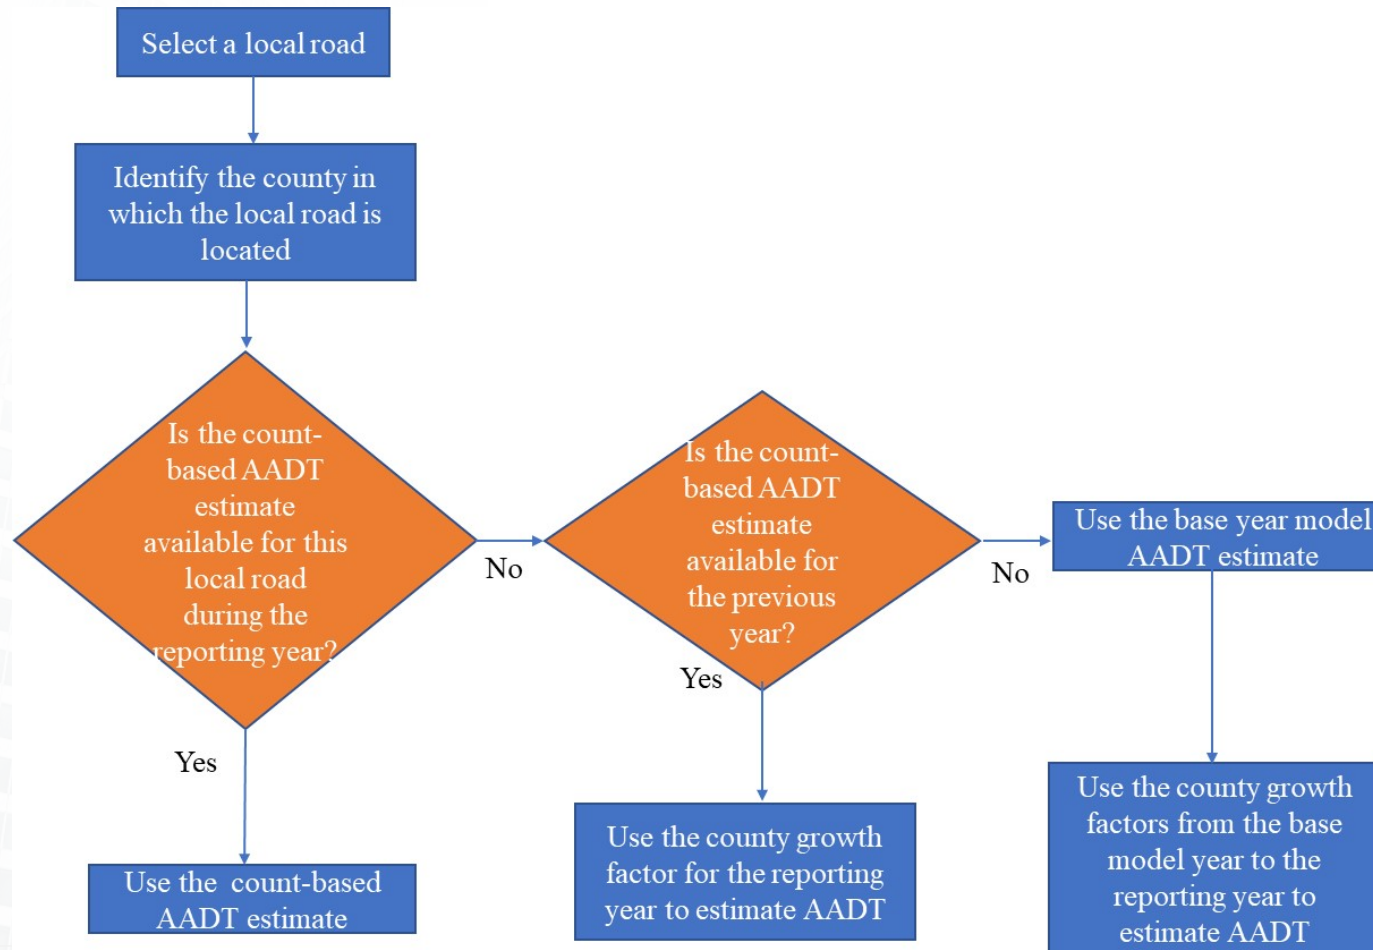 Select a local road
Identify the county in
which the local road is
located
Is the count-
based AADT
estimate
available for this
local road
during the
reporting year?
No
Yes
Use the count-based
AADT estimate
Is the count-
based AADT
estimate
available for
the previous
year?
No
Yes
Use the county growth
factor for the reporting
year to estimate AADT
Use the base year model
AADT estimate
Use the county growth
factors from the base
model year to the
reporting year to
estimate AADT